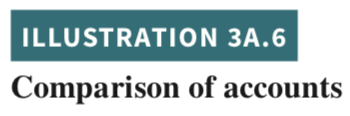 ILLUSTRATION 3A.6
Comparison of accounts